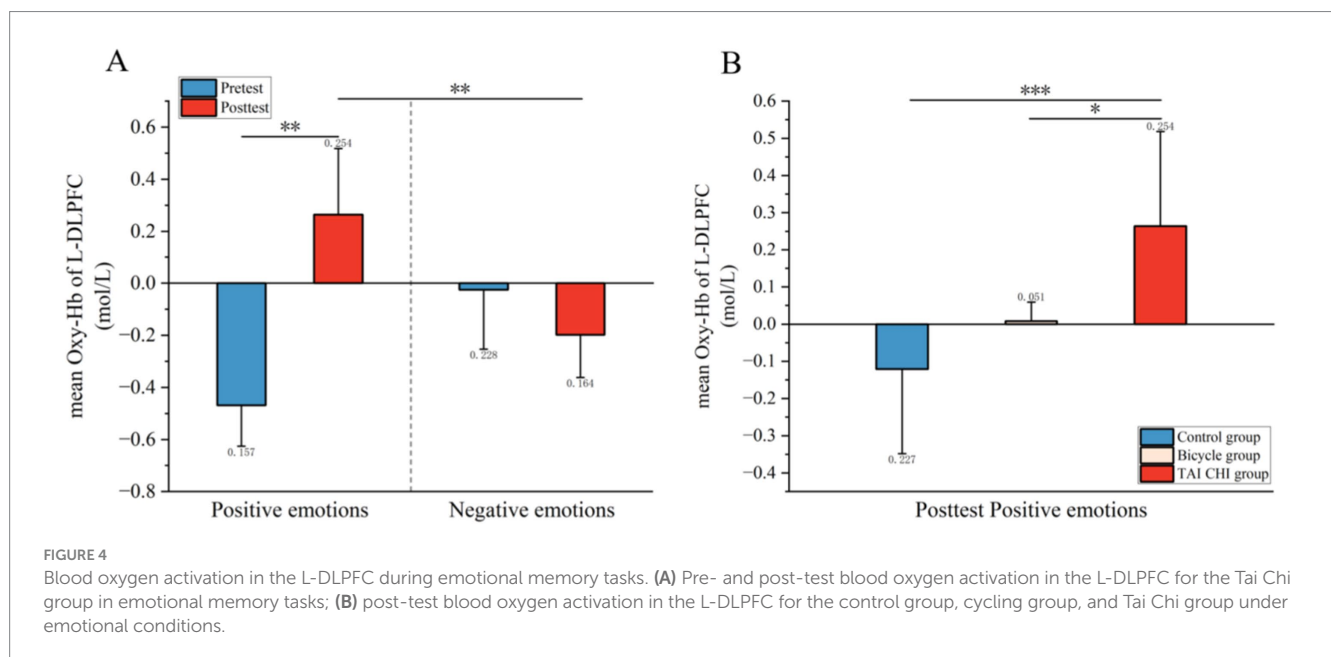 A
Pretest
Posttest
**
**
0.254
0.6
0.4
0.2
0.0
−0.2
−0.4
−0.6
−0.8
mean Oxy-Hb of L-DLPFC
(mol/L)
0.157
0.228
0.164
Positive emotions
Negative emotions
B
***
*
0.254
0.6
0.5
0.4
0.3
0.2
0.1
0.0
−0.1
−0.2
−0.3
−0.4
mean Oxy-Hb of L-DLPFC
(mol/L)
0.051
0.227
Control group
Bicycle group
TAI CHI group
Posttest Positive emotions
FIGURE 4
Blood oxygen activation in the L-DLPFC during emotional memory tasks. (A) Pre- and post-test blood oxygen activation in the L-DLPFC for the Tai Chi
group in emotional memory tasks; (B) post-test blood oxygen activation in the L-DLPFC for the control group, cycling group, and Tai Chi group under
emotional conditions.